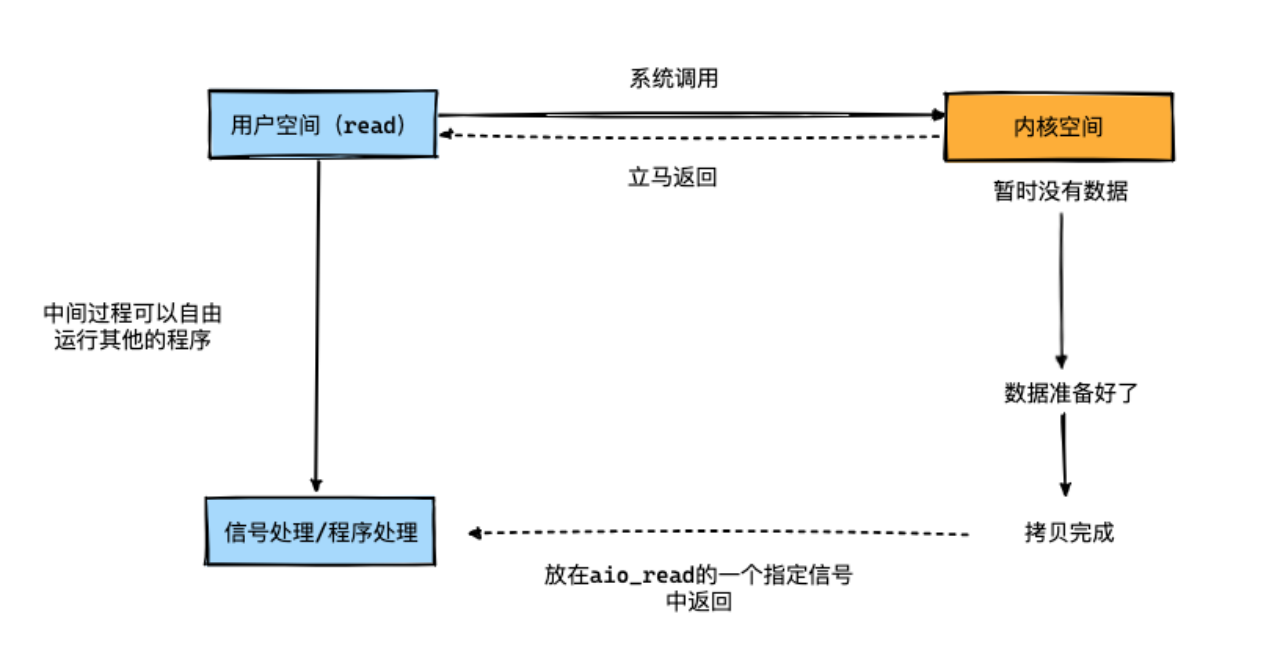 系统调用
用户空间（read）
内核空间
立马返回
暂时没有数据
中间过程可以自由
运行其他的程序
数据准备好了
信号处理/程序处理
拷贝完成
放在aio_read的一个指定信号
中返回